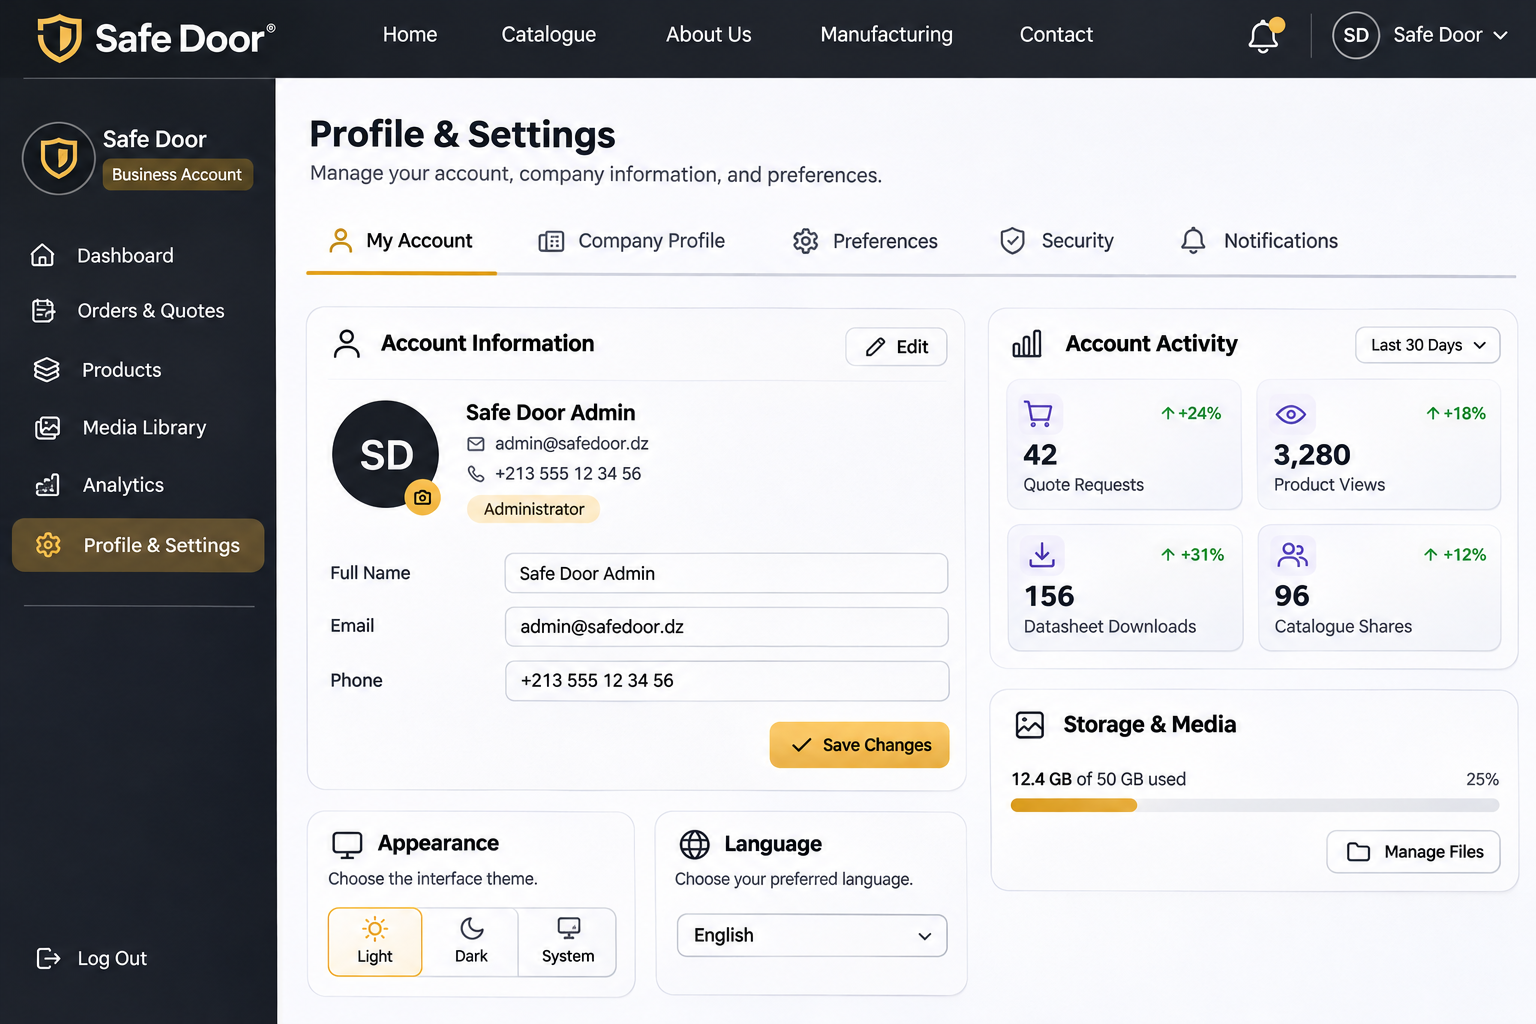 Safe Door®
Home
Catalogue
About Us
Manufacturing
Contact
SD
Safe Door
Safe Door
Business Account
Dashboard
Orders & Quotes
Products
Media Library
Analytics
Profile & Settings
Log Out
Profile & Settings
Manage your account, company information, and preferences.
My Account
Company Profile
Preferences
Security
Notifications
Account Information
Edit
SD
Safe Door Admin
admin@safedoor.dz
+213 555 12 34 56
Administrator
Full Name
Safe Door Admin
Email
admin@safedoor.dz
Phone
+213 555 12 34 56
Save Changes
Appearance
Choose the interface theme.
Light
Dark
System
Language
Choose your preferred language.
English
Account Activity
Last 30 Days
+24%
42
Quote Requests
+18%
3,280
Product Views
+31%
156
Datasheet Downloads
+12%
96
Catalogue Shares
Storage & Media
12.4 GB of 50 GB used
25%
Manage Files